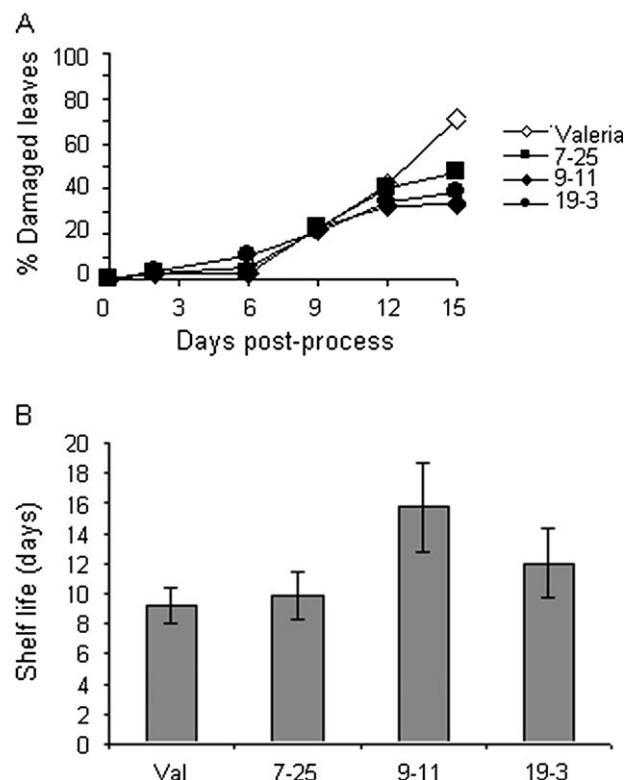 A
100
80
60
40
20
0
% Damaged leaves
0 3 6 9 12 15
Days post-process
Valeria
7-25
9-11
19-3
B
20
18
16
14
12
10
8
6
4
2
0
Shelf life (days)
Val 7-25 9-11 19-3